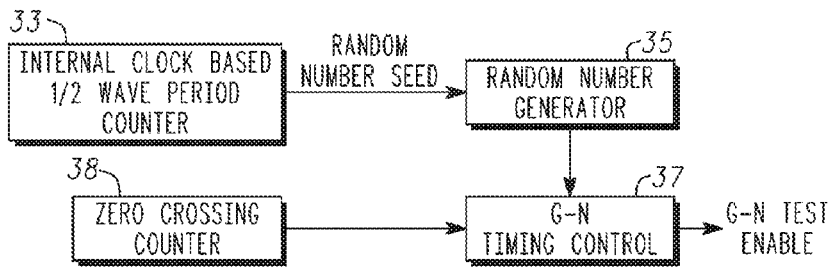 33
INTERNAL CLOCK BASED
1/2 WAVE PERIOD
COUNTER
RANDOM
NUMBER SEED
35
RANDOM NUMBER
GENERATOR
38
ZERO CROSSING
COUNTER
37
G-N
TIMING CONTROL
G-N TEST
ENABLE